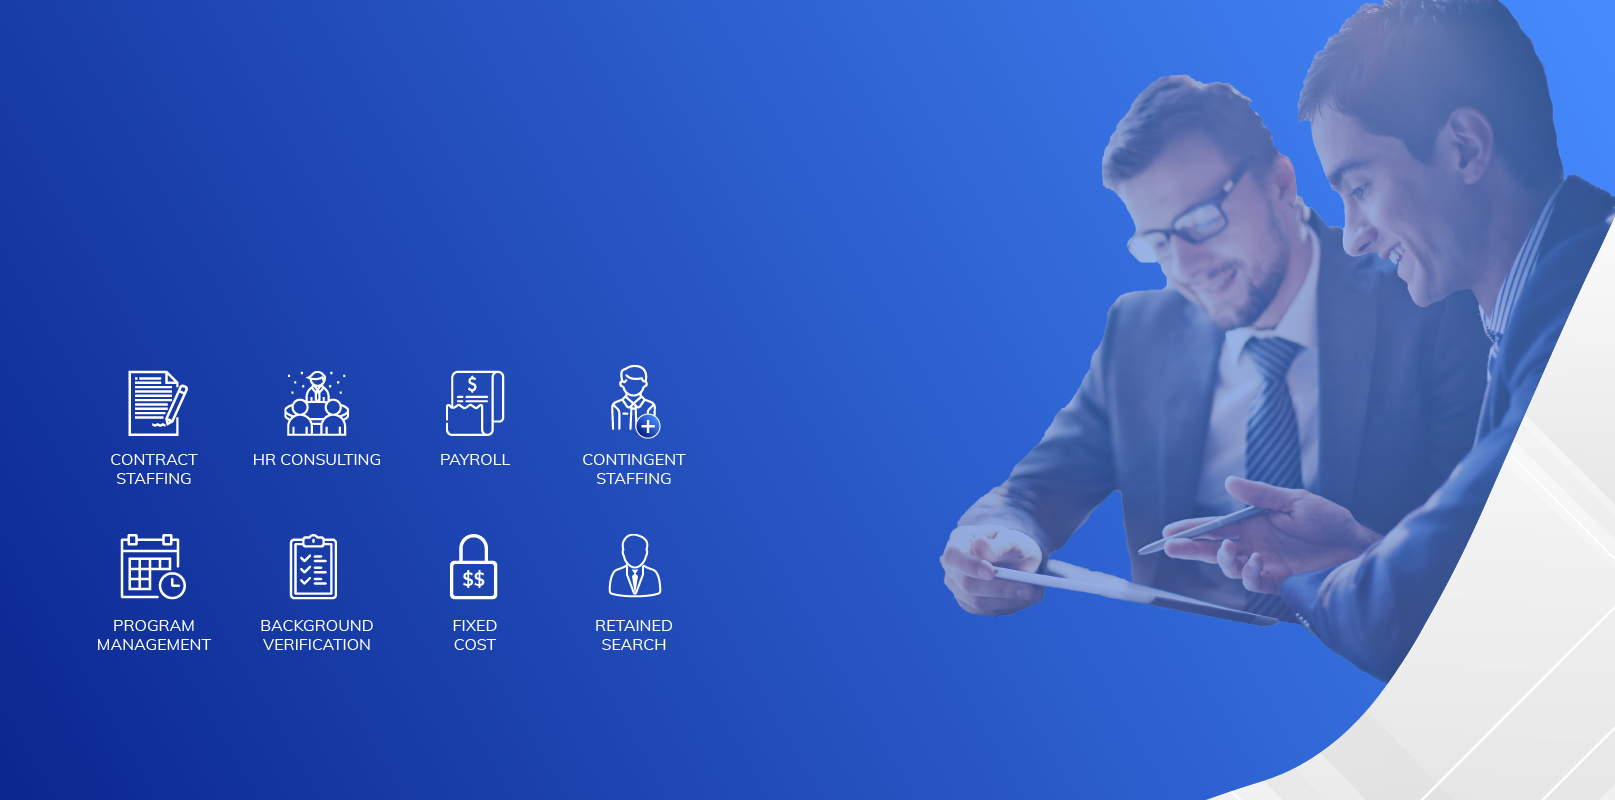 CONTRACT
STAFFING
HR CONSULTING
PAYROLL
CONTINGENT
STAFFING
PROGRAM
MANAGEMENT
BACKGROUND
VERIFICATION
$$
FIXED
COST
RETAINED
SEARCH